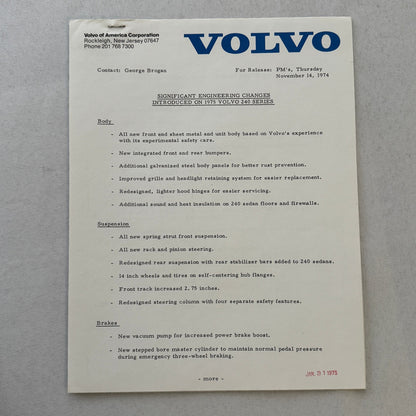 Volvo of America Corporation
Rockleigh, New Jersey 07647
Phone 201 768 7300
VOLVO
Contact: George Brogan
For Release: PM's, Thursday
November 14, 1974
SIGNIFICANT ENGINEERING CHANGES
INTRODUCED ON 1975 VOLVO 240 SERIES
Body
- All new front end sheet metal and unit body based on Volvo's experience
with its experimental safety cars.
- New integrated front and rear bumpers.
- Additional galvanized steel body panels for better rust prevention.
- Improved grille and headlight retaining system for easier replacement.
- Redesigned, lighter hood hinges for easier servicing.
- Additional sound and heat insulation on 240 sedan floors and firewalls.
Suspension
- All new spring strut front suspension.
- All new rack and pinion steering.
- Redesigned rear suspension with rear stabilizer bars added to 240 sedans.
- 14 inch wheels and tires on self-centering hub flanges.
- Front track increased 2.75 inches.
- Redesigned steering column with four separate safety features.
Brakes
- New vacuum pump for increased power brake boost.
- New stepped bore master cylinder to maintain normal pedal pressure
during emergency three-wheel braking.
- more -
JAN 31 1975